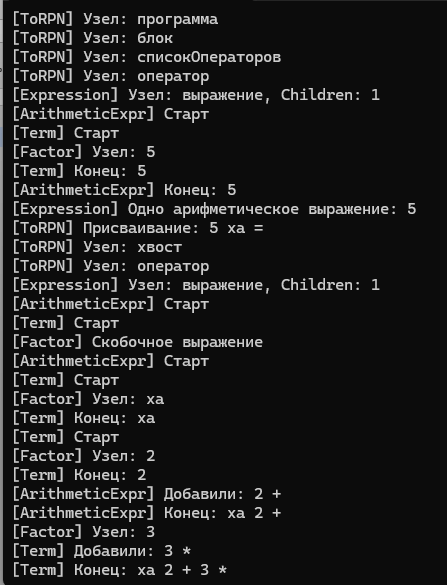 [ToRPN] Узел: программа
[ToRPN] Узел: блок
[ToRPN] Узел: списокОператоров
[ToRPN] Узел: оператор
[Expression] Узел: выражение, Children: 1
[ArithmeticExpr] Старт
[Term] Старт
[Factor] Узел: 5
[Term] Конец: 5
[ArithmeticExpr] Конец: 5
[Expression] Одно арифметическое выражение: 5
[ToRPN] Присваивание: 5 xa =
[ToRPN] Узел: хвост
[ToRPN] Узел: оператор
[Expression] Узел: выражение, Children: 1
[ArithmeticExpr] Старт
[Term] Старт
[Factor] Скобочное выражение
[ArithmeticExpr] Старт
[Term] Старт
[Factor] Узел: xa
[Term] Конец: xa
[Term] Старт
[Factor] Узел: 2
[Term] Конец: 2
[ArithmeticExpr] Добавили: 2 +
[ArithmeticExpr] Конец: xa 2 +
[Factor] Узел: 3
[Term] Добавили: 3 *
[Term] Конец: xa 2 + 3 *